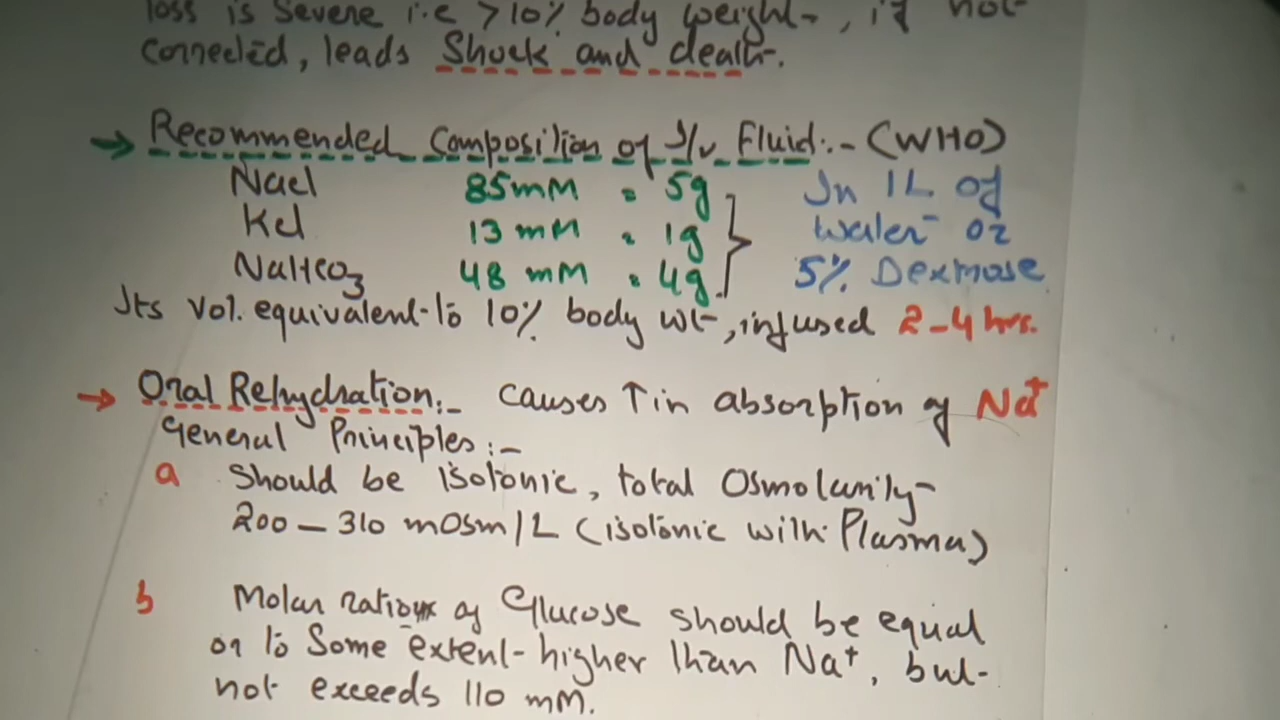 loss is severe i.e >10% body weight, if not
corrected, leads Shock and death.
→ Recommended Composition of I/v Fluid:- (WHO)
NaCl 85mM = 5g In 1L of
KCl 13 mM = 1g } water or
NaHCO3 48 mM = 4g 5% Dextrose
Its vol. equivalent to 10% body wt, infused 2-4 hrs.
→ Oral Rehydration:- causes ↑ in absorption of Na+
General Principles:-
a Should be isotonic, total Osmolarity
200-310 mOsm/L (isotonic with Plasma)
b Molar ratio of Glucose should be equal
or to Some extent higher than Na+, but
not exceeds 110 mM.